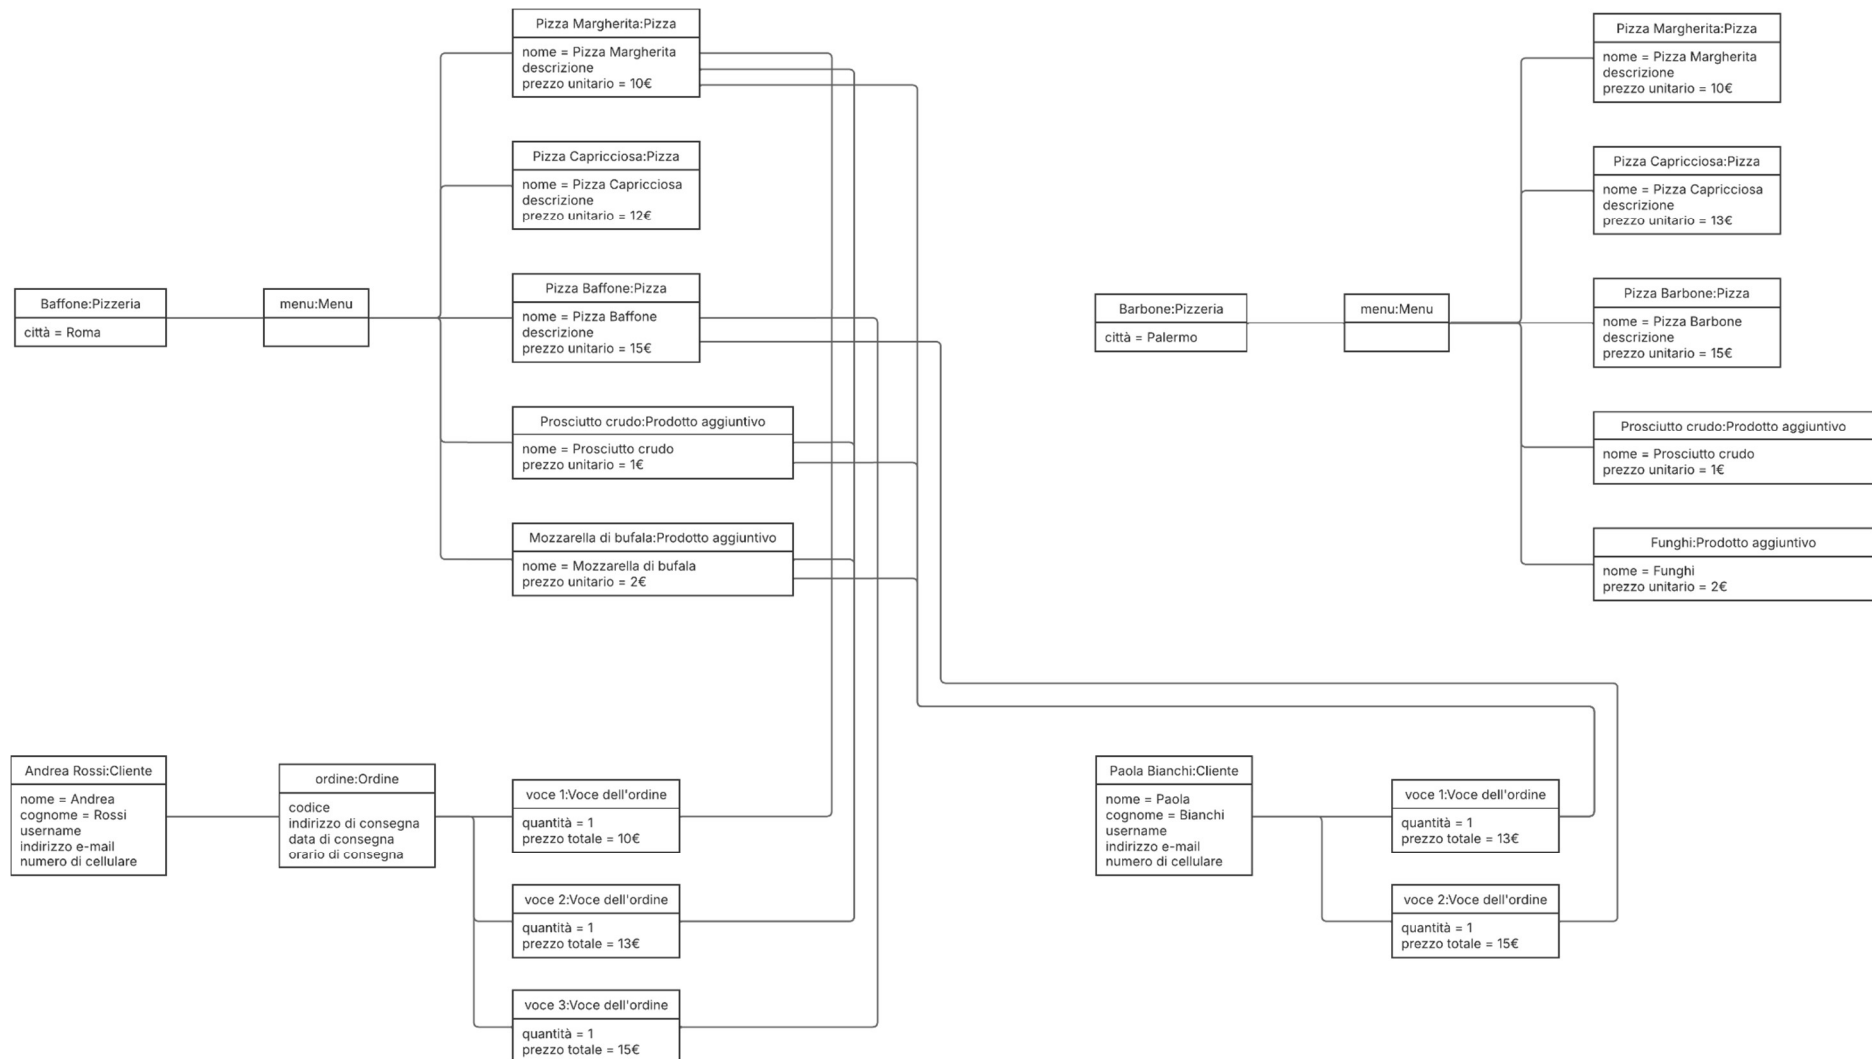 Pizza Margherita:Pizza
nome = Pizza Margherita
descrizione
prezzo unitario = 10€
Pizza Capricciosa:Pizza
nome = Pizza Capricciosa
descrizione
prezzo unitario = 12€
Baffone:Pizzeria
città = Roma
menu:Menu
Pizza Baffone:Pizza
nome = Pizza Baffone
descrizione
prezzo unitario = 15€
Prosciutto crudo:Prodotto aggiuntivo
nome = Prosciutto crudo
prezzo unitario = 1€
Mozzarella di bufala:Prodotto aggiuntivo
nome = Mozzarella di bufala
prezzo unitario = 2€
Pizza Margherita:Pizza
nome = Pizza Margherita
descrizione
prezzo unitario = 10€
Pizza Capricciosa:Pizza
nome = Pizza Capricciosa
descrizione
prezzo unitario = 13€
Barbone:Pizzeria
città = Palermo
menu:Menu
Pizza Barbone:Pizza
nome = Pizza Barbone
descrizione
prezzo unitario = 15€
Prosciutto crudo:Prodotto aggiuntivo
nome = Prosciutto crudo
prezzo unitario = 1€
Funghi:Prodotto aggiuntivo
nome = Funghi
prezzo unitario = 2€
Andrea Rossi:Cliente
nome = Andrea
cognome = Rossi
username
indirizzo e-mail
numero di cellulare
ordine:Ordine
codice
indirizzo di consegna
data di consegna
orario di consegna
voce 1:Voce dell'ordine
quantità = 1
prezzo totale = 10€
voce 2:Voce dell'ordine
quantità = 1
prezzo totale = 13€
voce 3:Voce dell'ordine
quantità = 1
prezzo totale = 15€
Paola Bianchi:Cliente
nome = Paola
cognome = Bianchi
username
indirizzo e-mail
numero di cellulare
voce 1:Voce dell'ordine
quantità = 1
prezzo totale = 13€
voce 2:Voce dell'ordine
quantità = 1
prezzo totale = 15€